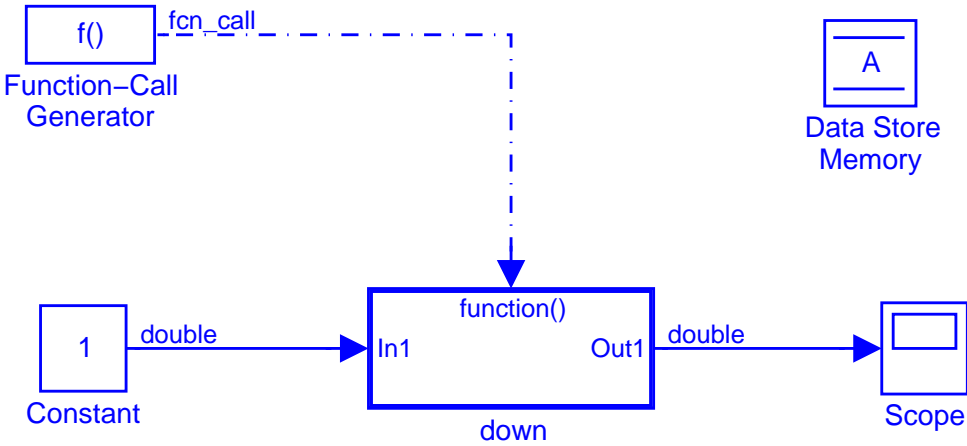 f()
fcn_call
Function−Call
Generator
A
Data Store
Memory
function()
1
double
In1
Out1
double
Constant
down
Scope